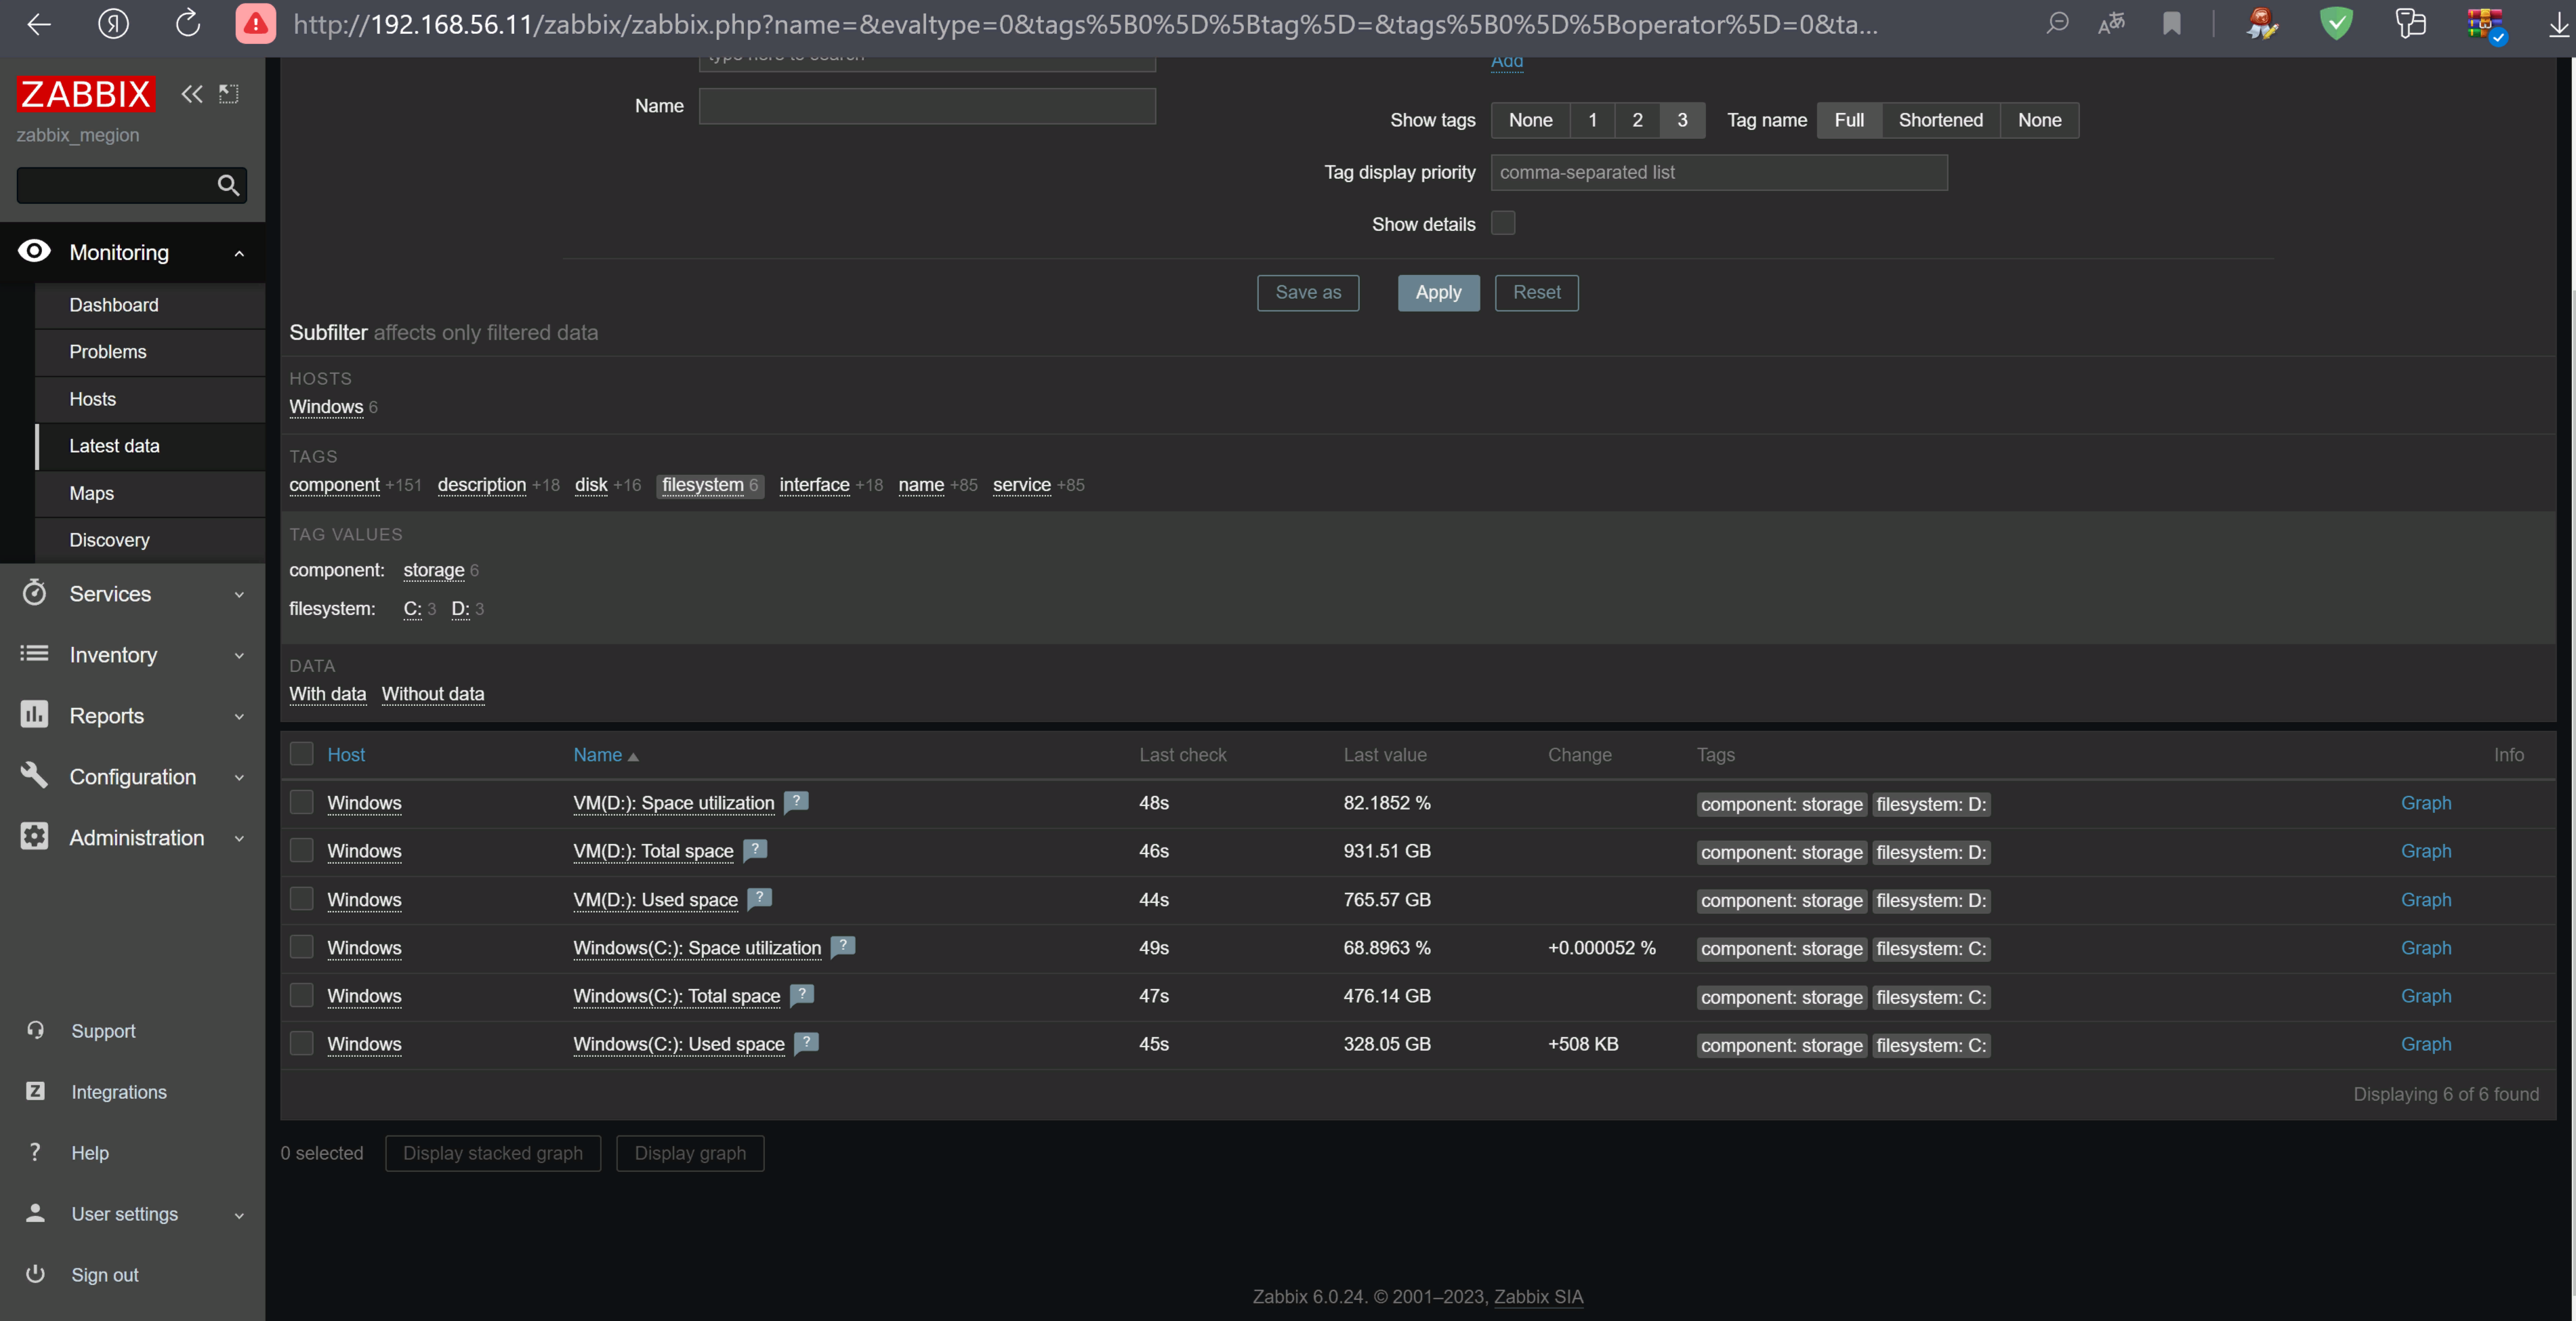 http://192.168.56.11/zabbix/zabbix.php?name=&evaltype=0&tags%5B0%5D%5Btag%5D=&tags%5B0%5D%5Boperator%5D=0&ta...
ZABBIX
zabbix_megion
Monitoring
Dashboard
Problems
Hosts
Latest data
Maps
Discovery
Services
Inventory
Reports
Configuration
Administration
Support
Integrations
Help
User settings
Sign out
type here to search
Add
Name
Show tags None 1 2 3 Tag name Full Shortened None
Tag display priority comma-separated list
Show details
Save as Apply Reset
Subfilter affects only filtered data
HOSTS
Windows 6
TAGS
component +151 description +18 disk +16 filesystem 6 interface +18 name +85 service +85
TAG VALUES
component: storage 6
filesystem: C: 3 D: 3
DATA
With data Without data
Host Name Last check Last value Change Tags Info
Windows VM(D:): Space utilization ? 48s 82.1852 % component: storage filesystem: D: Graph
Windows VM(D:): Total space ? 46s 931.51 GB component: storage filesystem: D: Graph
Windows VM(D:): Used space ? 44s 765.57 GB component: storage filesystem: D: Graph
Windows Windows(C:): Space utilization ? 49s 68.8963 % +0.000052 % component: storage filesystem: C: Graph
Windows Windows(C:): Total space ? 47s 476.14 GB component: storage filesystem: C: Graph
Windows Windows(C:): Used space ? 45s 328.05 GB +508 KB component: storage filesystem: C: Graph
Displaying 6 of 6 found
0 selected Display stacked graph Display graph
Zabbix 6.0.24. © 2001–2023, Zabbix SIA